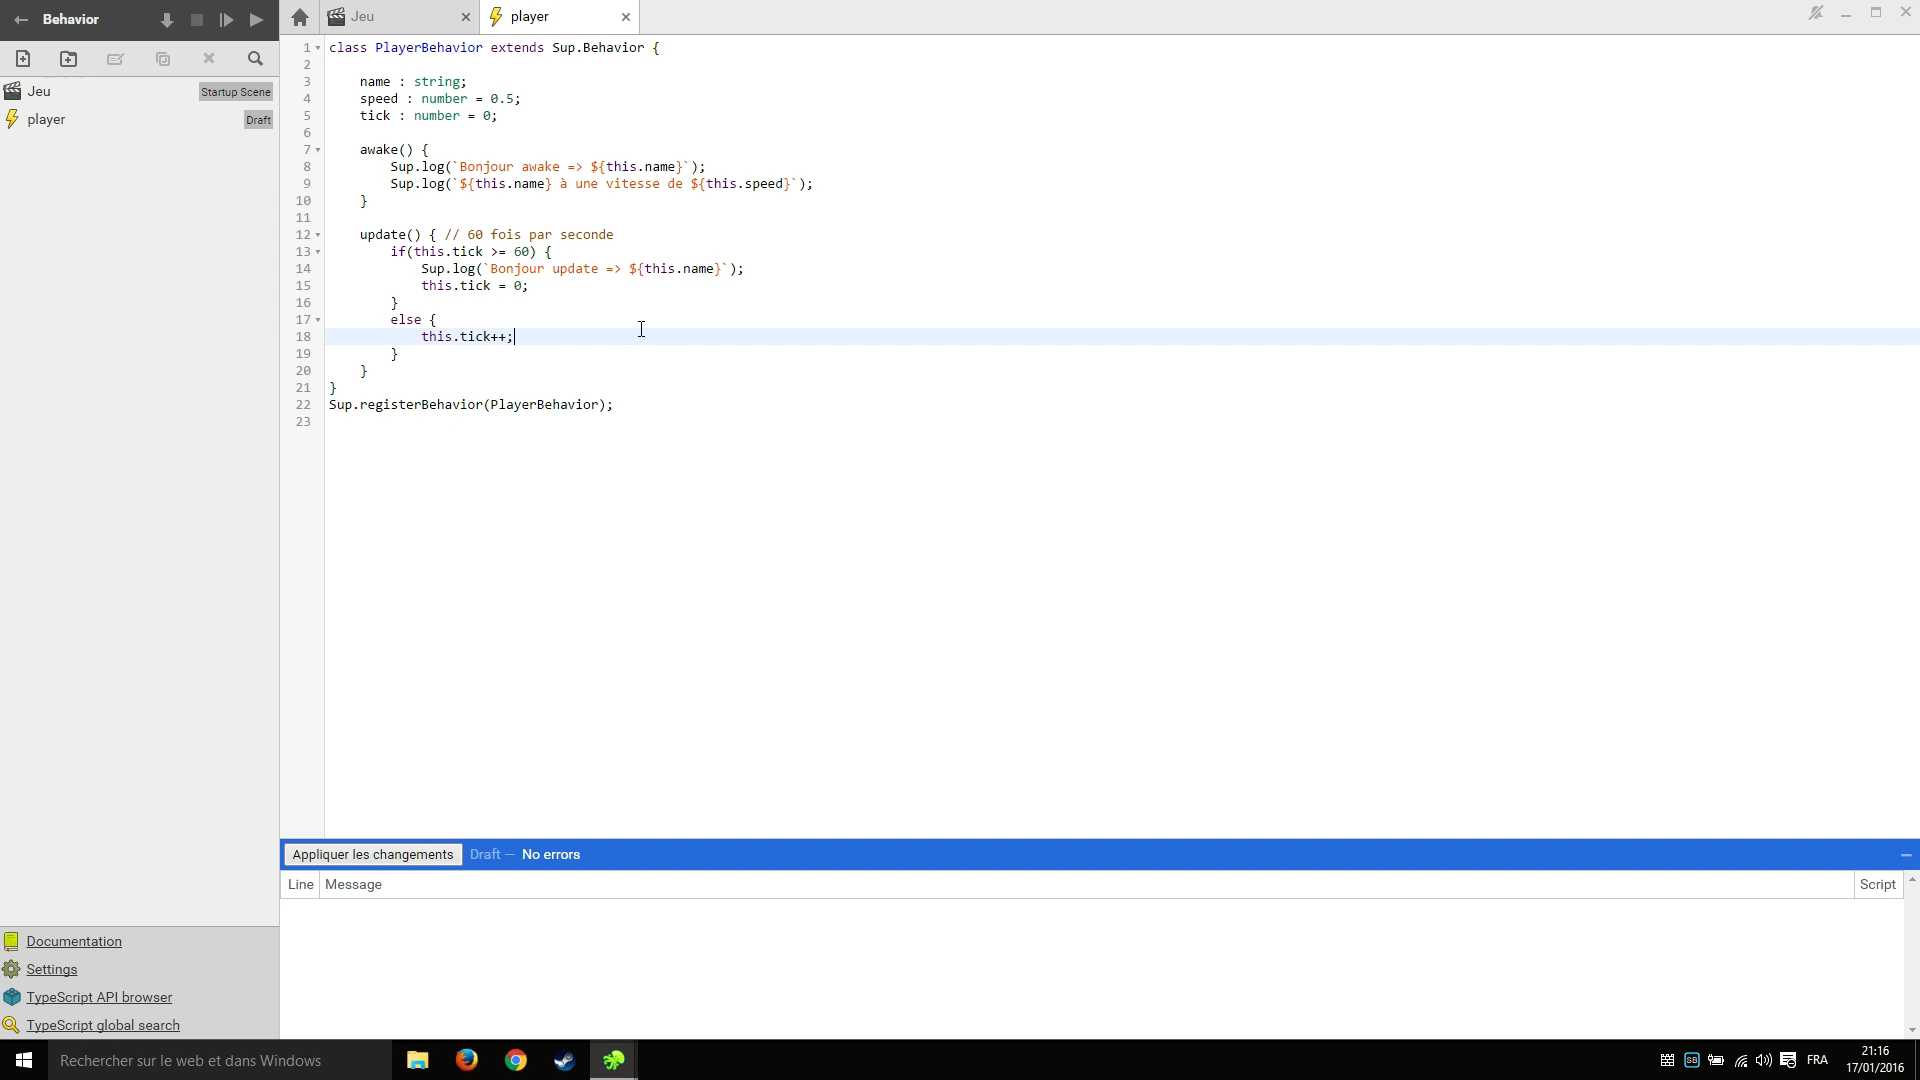 Behavior
Jeu
player
Jeu
Startup Scene
player
Draft
1 class PlayerBehavior extends Sup.Behavior {
2
3 name : string;
4 speed : number = 0.5;
5 tick : number = 0;
6
7 awake() {
8 Sup.log(`Bonjour awake => ${this.name}`);
9 Sup.log(`${this.name} à une vitesse de ${this.speed}`);
10 }
11
12 update() { // 60 fois par seconde
13 if(this.tick >= 60) {
14 Sup.log(`Bonjour update => ${this.name}`);
15 this.tick = 0;
16 }
17 else {
18 this.tick++;
19 }
20 }
21 }
22 Sup.registerBehavior(PlayerBehavior);
23
Appliquer les changements Draft — No errors
Line Message Script
Documentation
Settings
TypeScript API browser
TypeScript global search
Rechercher sur le web et dans Windows
SB
FRA
21:16
17/01/2016